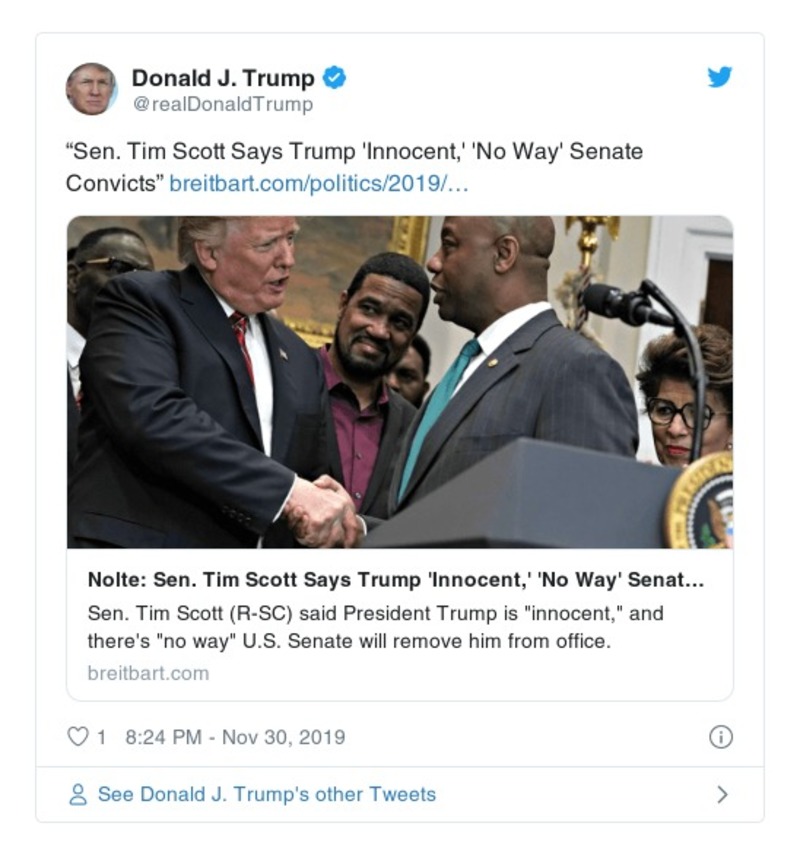 Donald J. Trump
@realDonaldTrump
“Sen. Tim Scott Says Trump 'Innocent,' 'No Way' Senate
Convicts” breitbart.com/politics/2019/…
Nolte: Sen. Tim Scott Says Trump 'Innocent,' 'No Way' Senat...
Sen. Tim Scott (R-SC) said President Trump is "innocent," and
there's "no way" U.S. Senate will remove him from office.
breitbart.com
1 8:24 PM - Nov 30, 2019
See Donald J. Trump's other Tweets